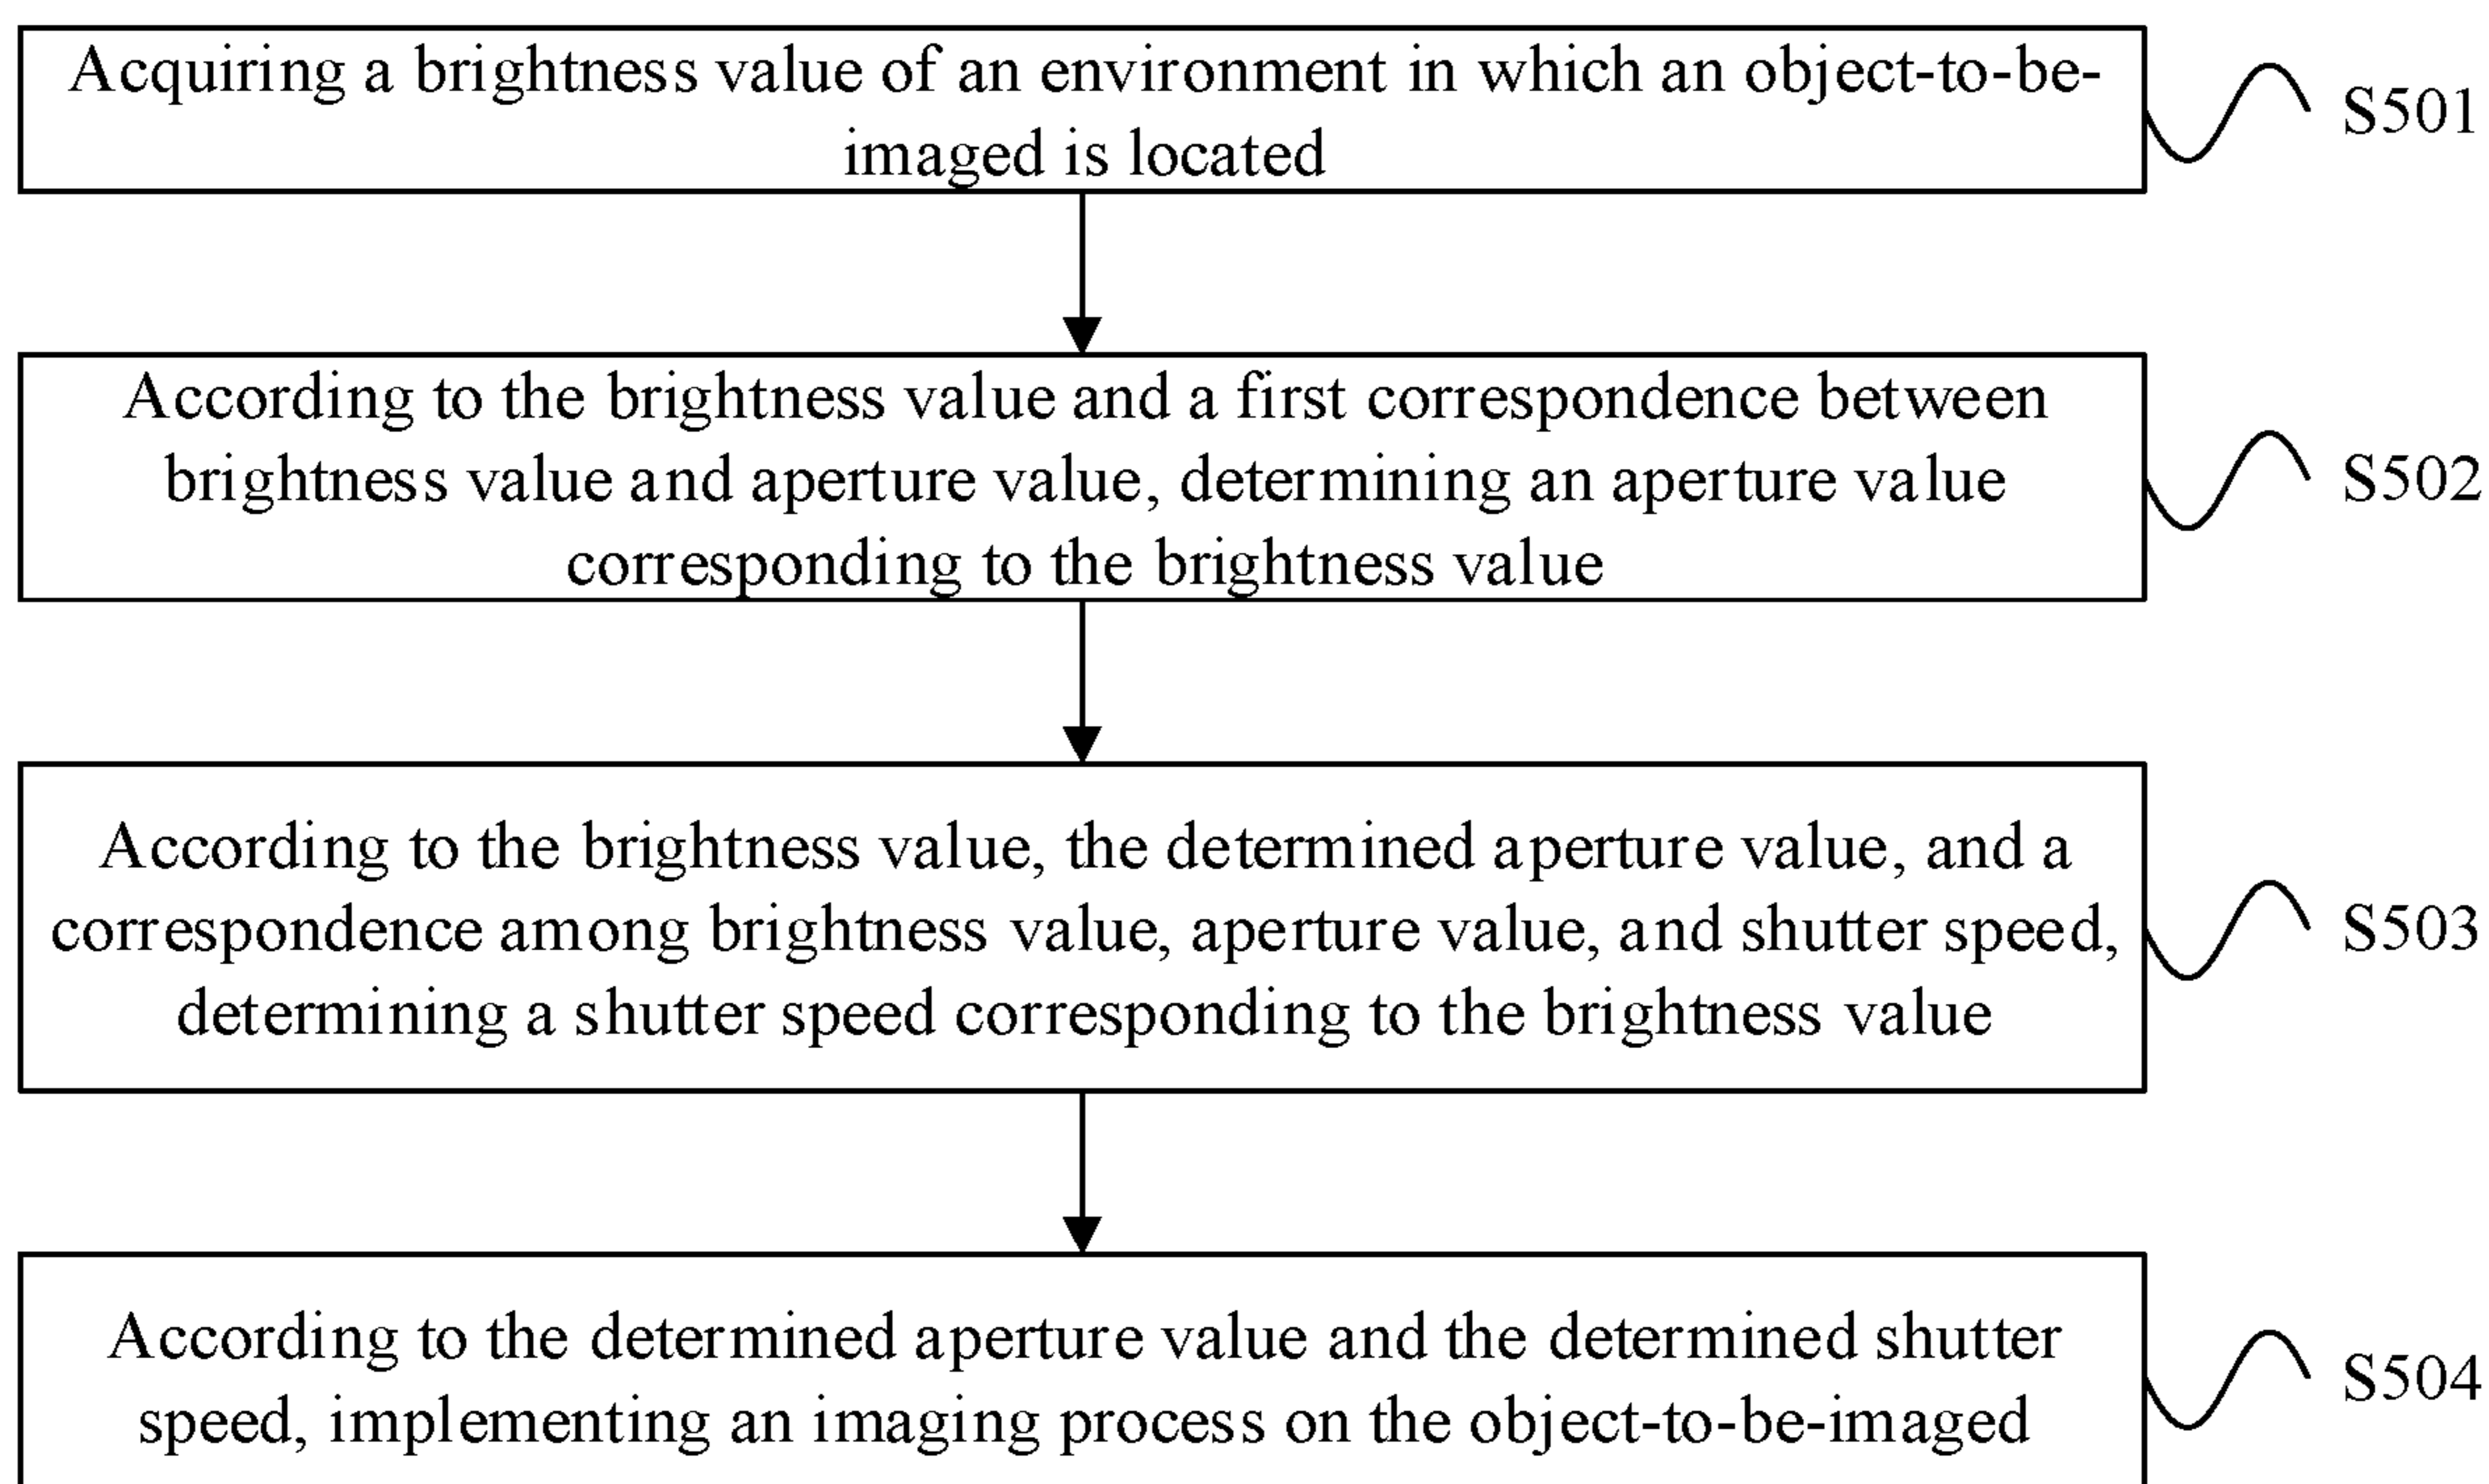 Acquiring a brightness value of an environment in which an object-to-be-
imaged is located
S501
According to the brightness value and a first correspondence between
brightness value and aperture value, determining an aperture value
corresponding to the brightness value
S502
According to the brightness value, the determined aperture value, and a
correspondence among brightness value, aperture value, and shutter speed,
determining a shutter speed corresponding to the brightness value
S503
According to the determined aperture value and the determined shutter
speed, implementing an imaging process on the object-to-be-imaged
S504